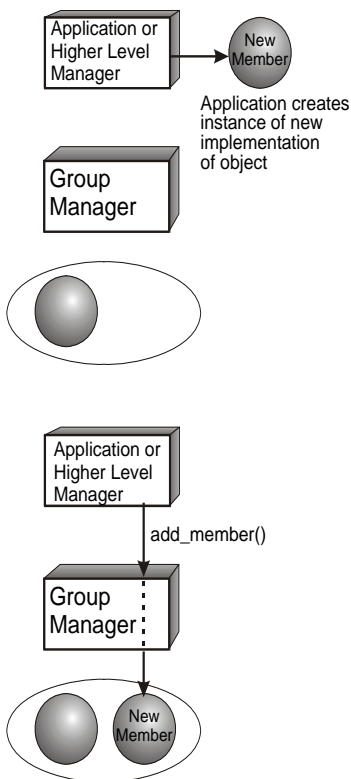 Application or
Higher Level
Manager
New
Member
Application creates
instance of new
implementation
of object
Group
Manager
Application or
Higher Level
Manager
add_member()
Group
Manager
New
Member